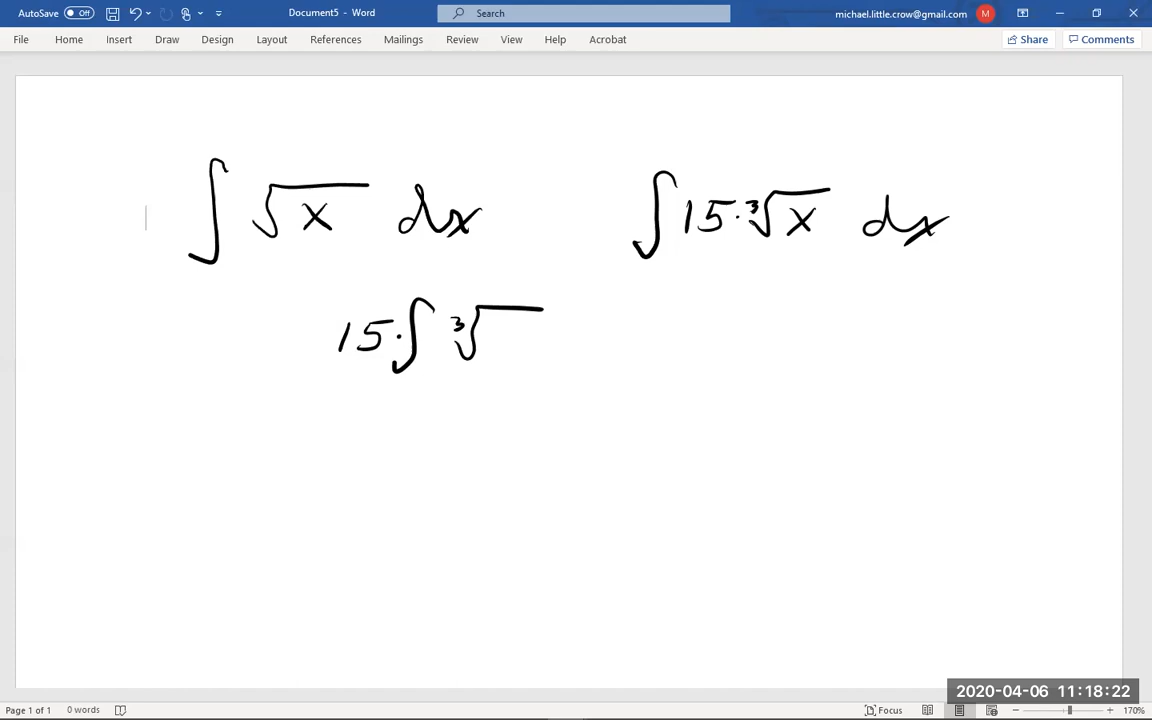 AutoSave Off Document5 - Word Search michael.little.crow@gmail.com M
File Home Insert Draw Design Layout References Mailings Review View Help Acrobat Share Comments
∫ √x dx ∫ 15·³√x dx
15·∫ ³√
2020-04-06 11:18:22
Page 1 of 1 0 words Focus 170%